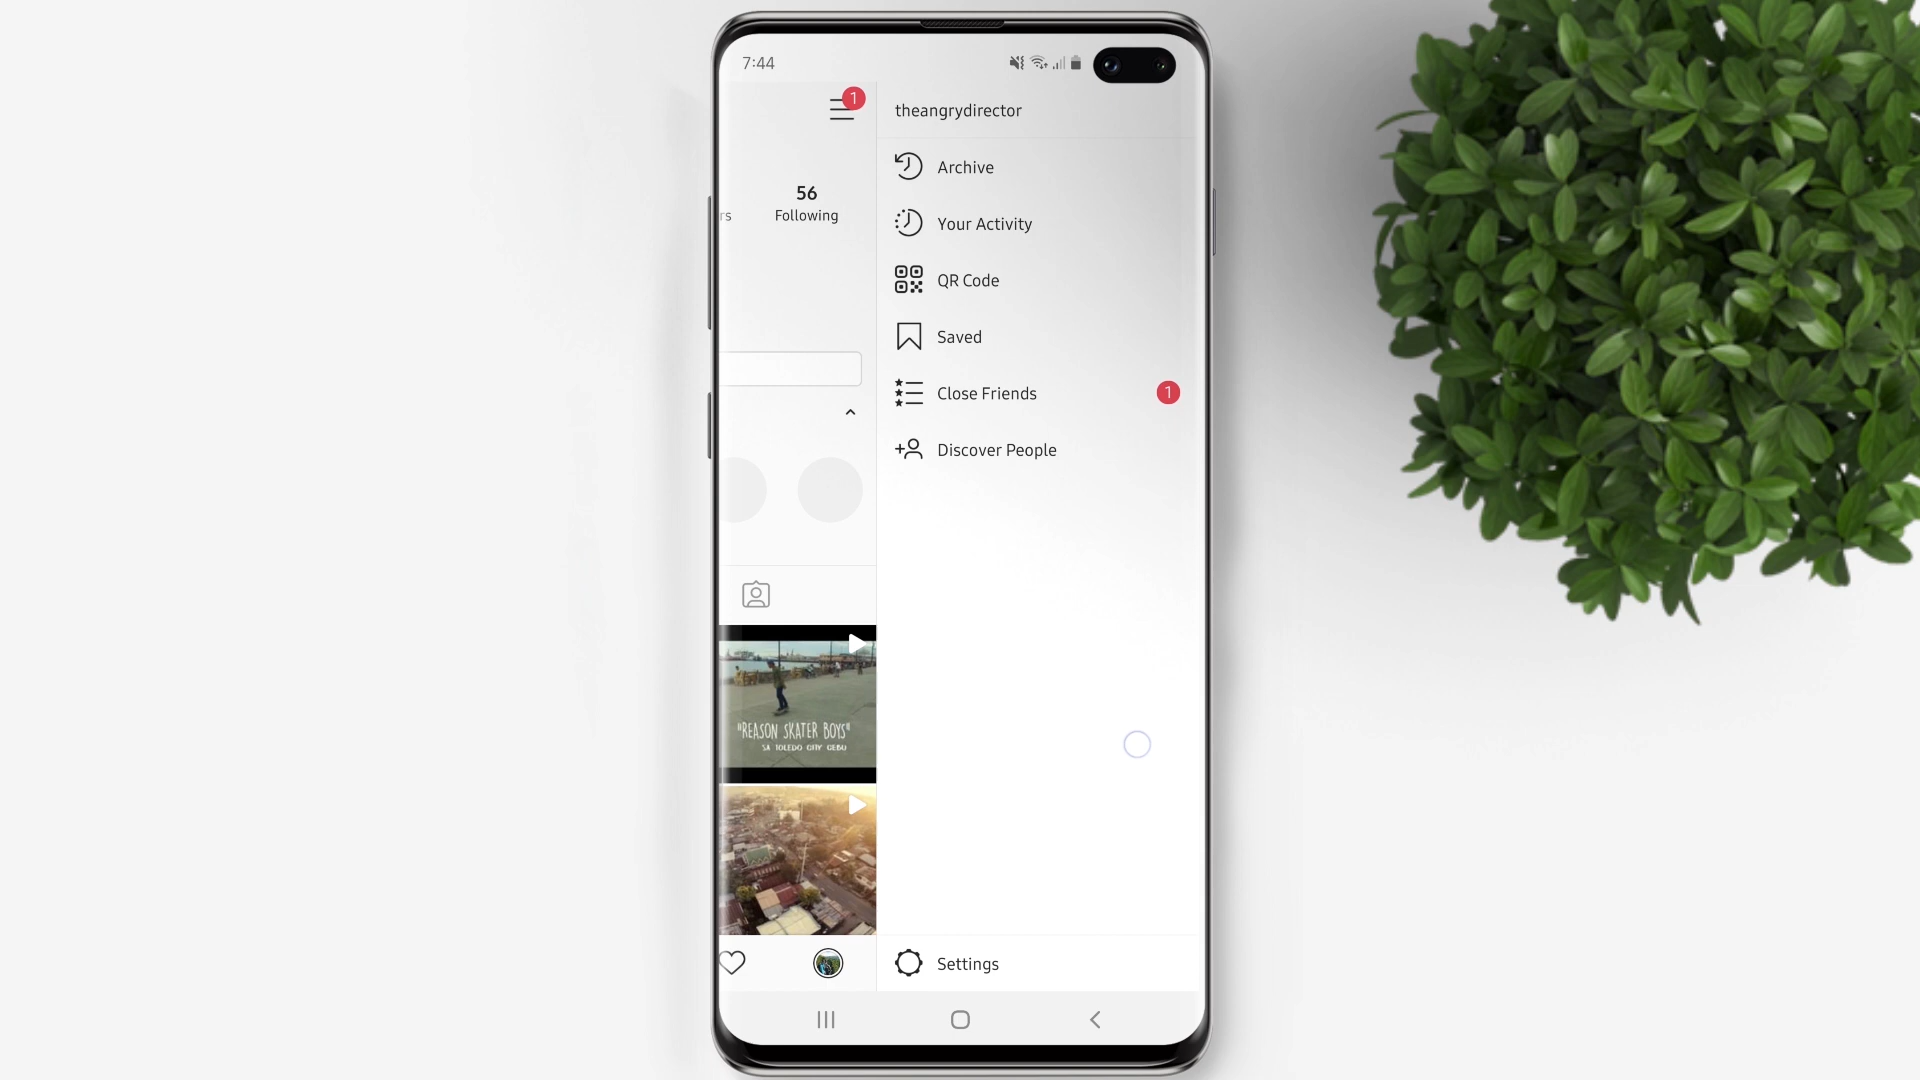 7:44
1
theangrydirector
Archive
56
Following
rs
Your Activity
QR Code
Saved
Close Friends
1
Discover People
"REASON SKATER BOYS"
SA TOLEDO CITY CEBU
Settings